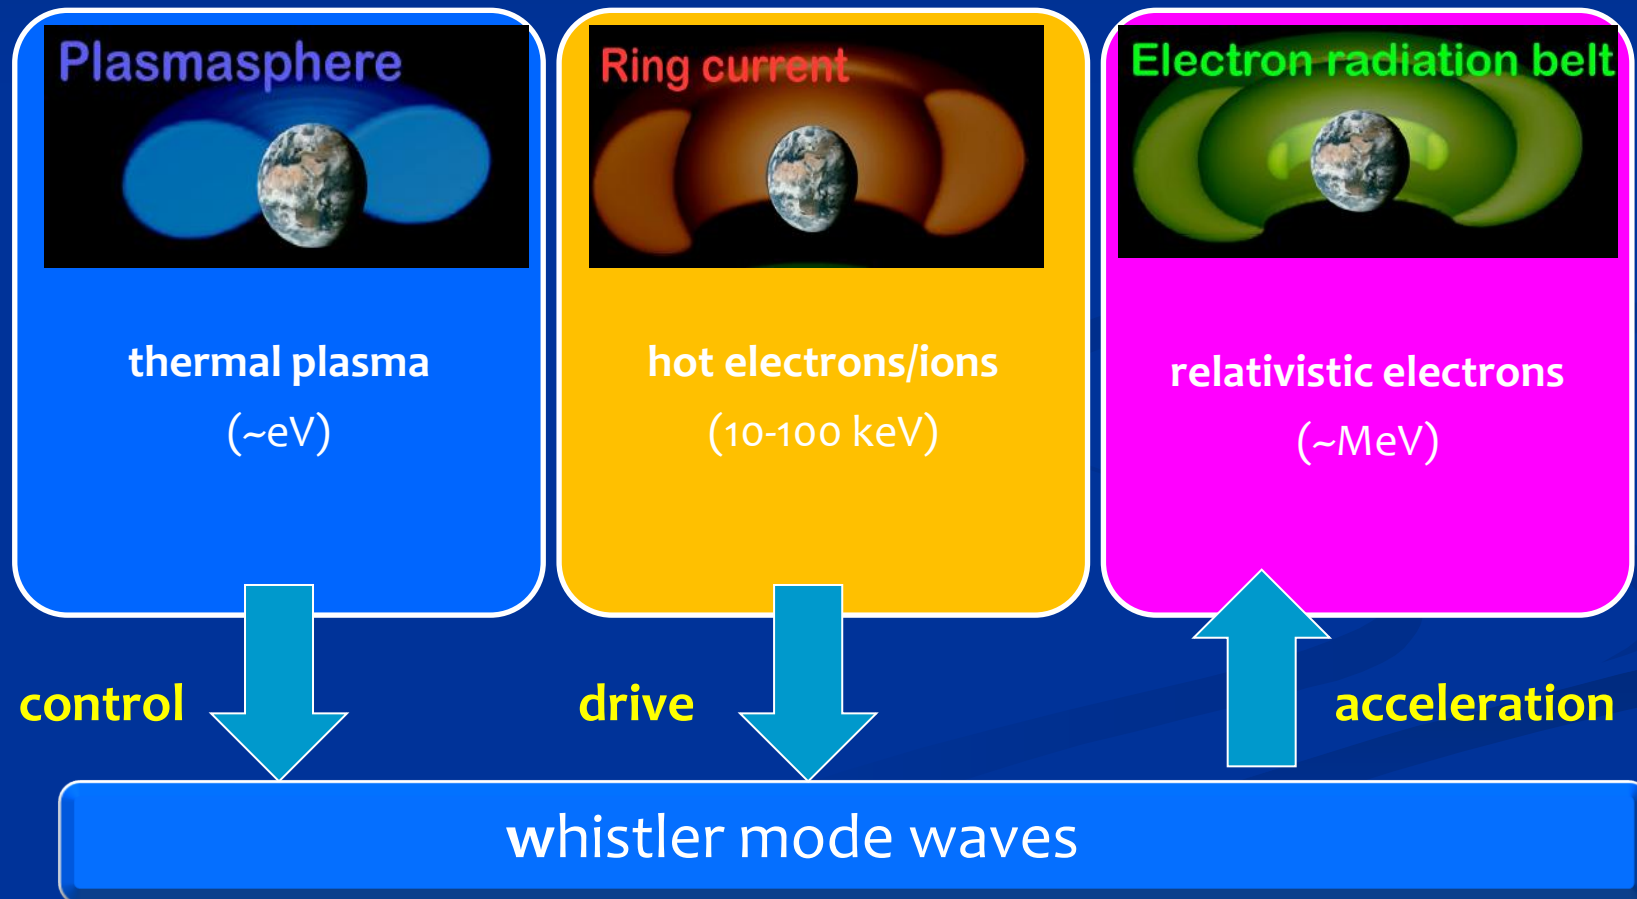 Plasmasphere
thermal plasma
(~eV)
Ring current
hot electrons/ions
(10-100 keV)
Electron radiation belt
relativistic electrons
(~MeV)
control
drive
acceleration
whistler mode waves